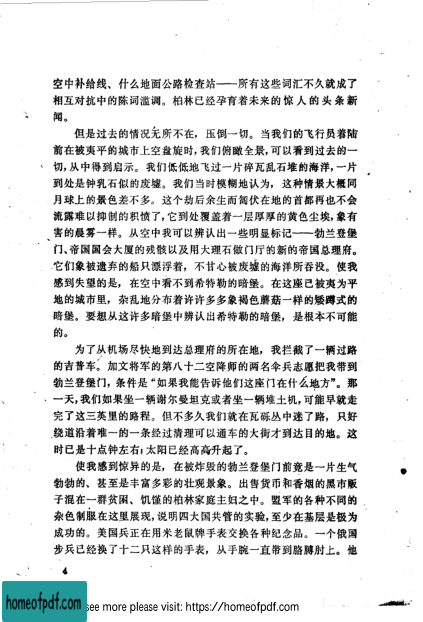 空中补给线、什么地面公路检查站——所有这些词汇不久就成了
相互对抗中的陈词滥调。柏林已经孕育着未来的惊人的头条新
闻。
但是过去的情况无所不在，压倒一切。当我们的飞行员着陆
前在被夷平的城市上空盘旋时，我们俯瞰全景，可以看到过去的一
切，从中得到启示。我们低低地飞过一片碎瓦乱石堆的海洋，一片
到处是钟乳石似的废墟。我们当时模糊地认为，这种情景大概同
月球上的景色差不多。这个劫后余生而匍伏在地的首都再也不会
流露难以抑制的积愤了，它到处覆盖着一层厚厚的黄色尘埃，象有
害的晨雾一样。从空中我可以辨认出一些明显标记——勃兰登堡
门、帝国国会大厦的残骸以及用大理石做门厅的新的帝国总理府。
它们象被遗弃的船只漂浮着，不甘心被废墟的海洋所吞没。使我
感到失望的是，在空中看不到希特勒的暗堡。在这座已被夷为平
地的城市里，杂乱地分布着许许多多象褐色蘑菇一样的矮蹲式的
暗堡。要想从这许多暗堡中辨认出希特勒的暗堡，是根本不可能
的。
为了从机场尽快地到达总理府的所在地，我拦截了一辆过路
的吉普车。加文将军的第八十二空降师的两名伞兵志愿把我带到
勃兰登堡门，条件是“如果我能告诉他们这座门在什么地方”。那
一天，我们如果坐一辆谢尔曼坦克或者坐一辆堆土机，可能早就走
完了这三英里的路程。但不多久我们就在瓦砾丛中迷了路，只好
绕道沿着唯一的一条经过清理可以通车的大街才到达目的地。这
时已是十点钟左右；太阳已经高高升起了。
使我感到惊异的是，在被炸毁的勃兰登堡门前竟是一片生气
勃勃的、甚至是丰富多彩的壮观景象。出售货币和香烟的黑市贩
子混在一群贫困、饥馑的柏林家庭主妇之中。盟军的各种不同的
杂色制服在这里展现，说明四大国共管的实验，至少在基层是极为
成功的。美国兵正在用米老鼠牌手表交换各种纪念品。一个俄国
步兵已经换了十二只这样的手表，从手腕一直带到胳膊肘上。他
4
homeofpdf.com
see more please visit: https://homeofpdf.com